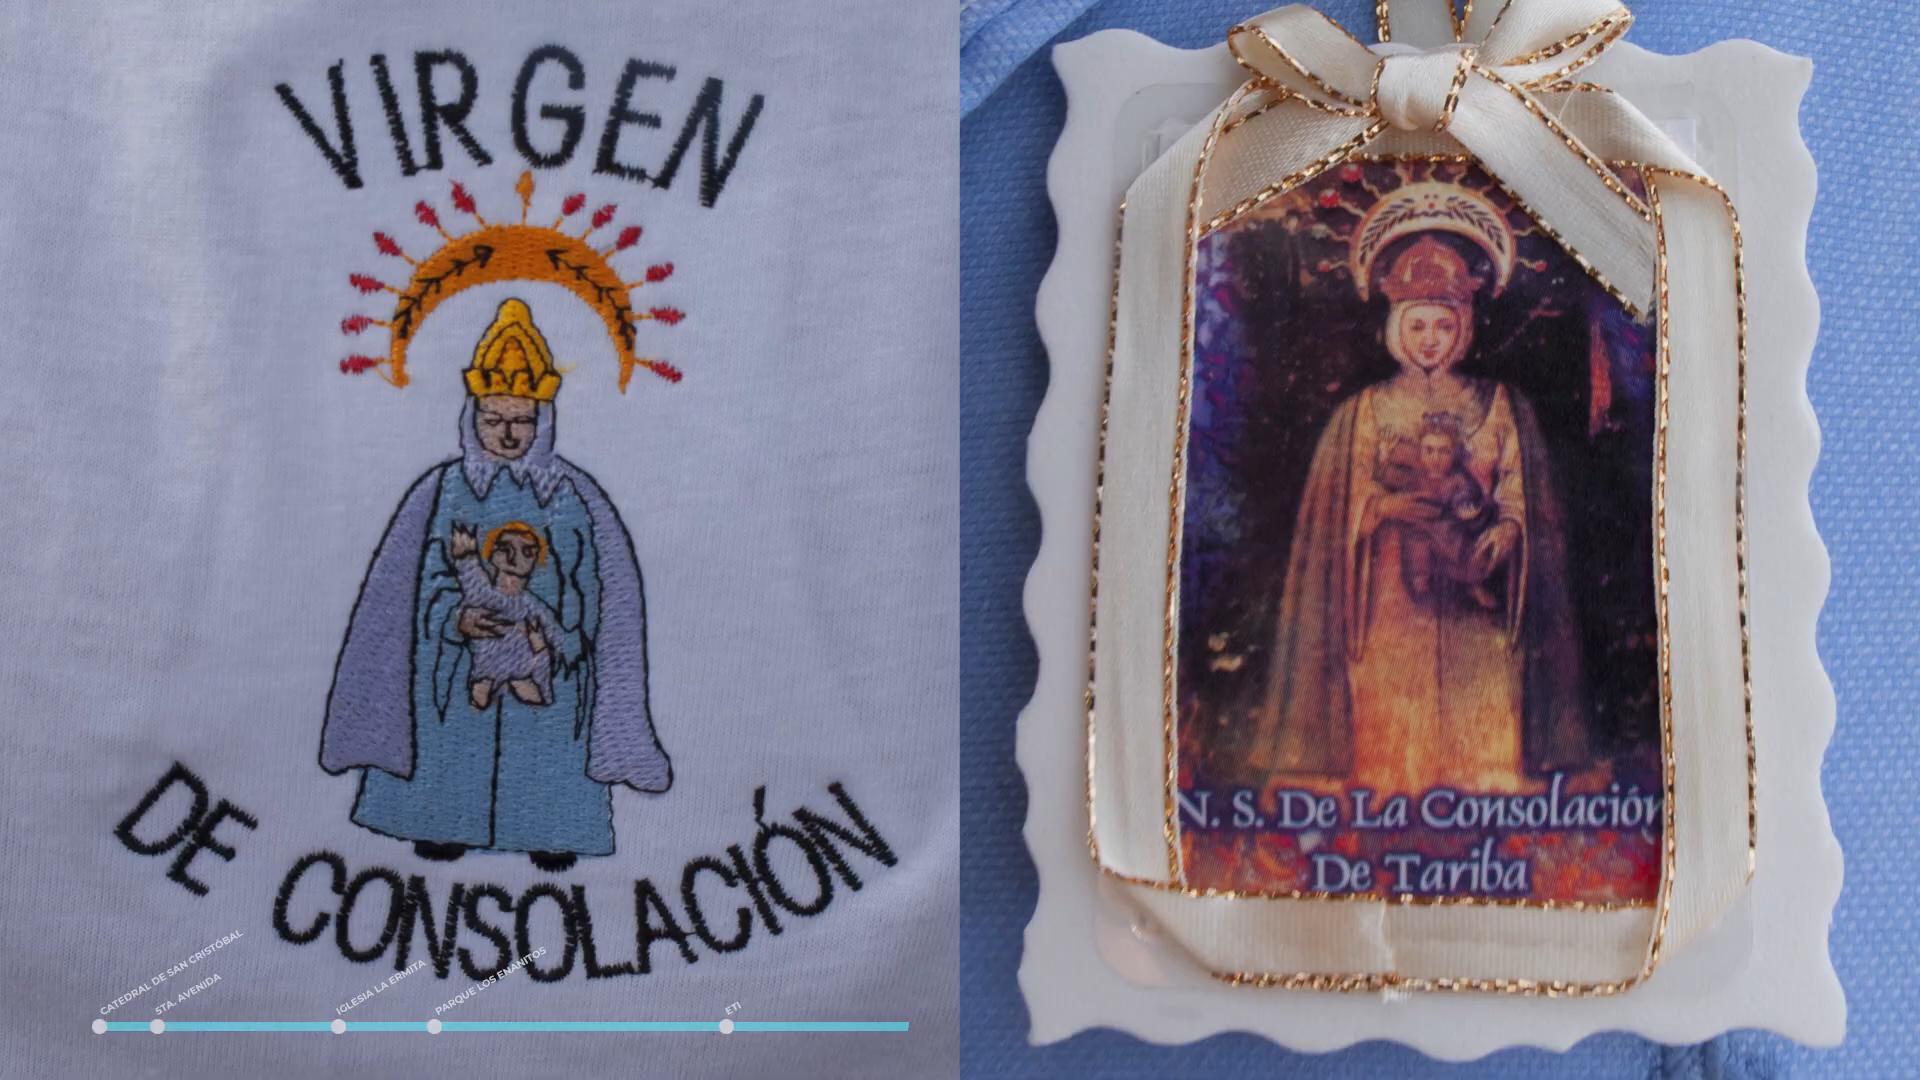 VIRGEN
DE CONSOLACIÓN
CATEDRAL DE SAN CRISTÓBAL
5TA. AVENIDA
IGLESIA LA ERMITA
PARQUE LOS ENANITOS
ETI
N. S. De La Consolación
De Tariba